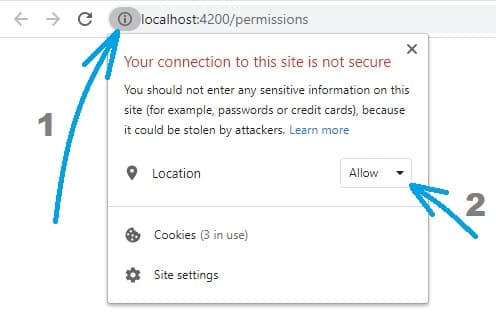 localhost:4200/permissions
Your connection to this site is not secure
You should not enter any sensitive information on this
site (for example, passwords or credit cards), because
it could be stolen by attackers. Learn more
1
Location Allow
2
Cookies (3 in use)
Site settings